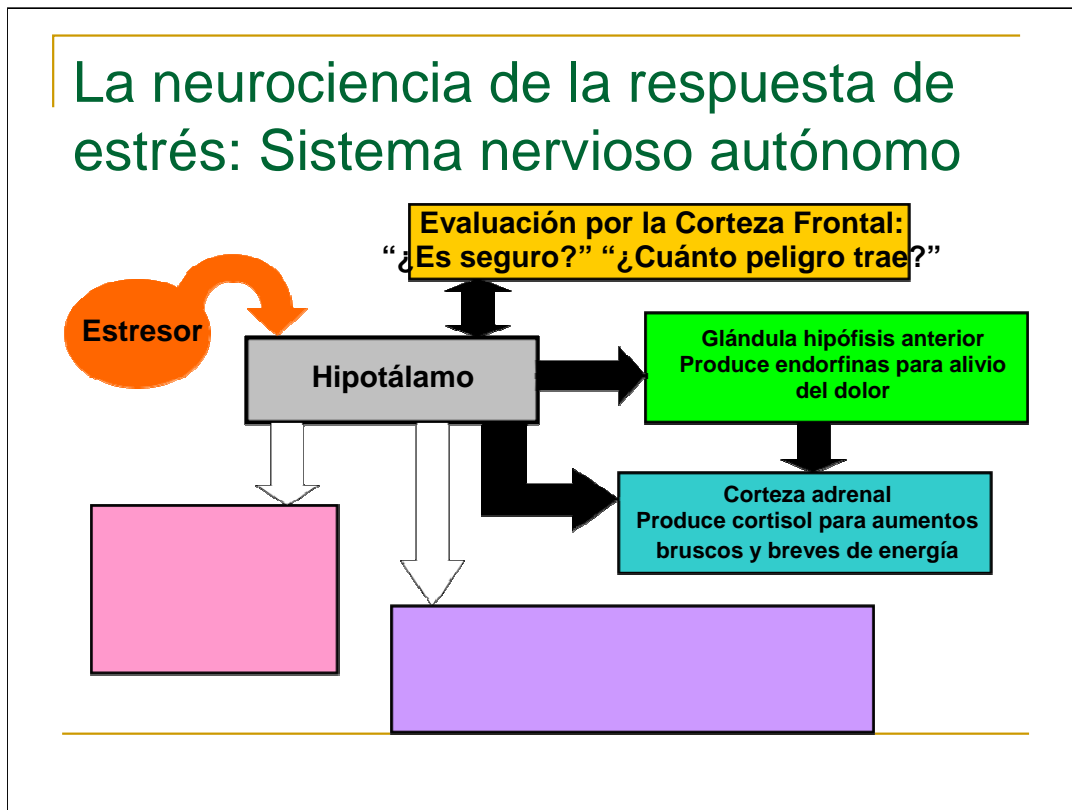 La neurociencia de la respuesta de
estrés: Sistema nervioso autónomo
Evaluación por la Corteza Frontal:
“¿Es seguro?” “¿Cuánto peligro trae?”
Estresor
Hipotálamo
Glándula hipófisis anterior
Produce endorfinas para alivio
del dolor
Corteza adrenal
Produce cortisol para aumentos
bruscos y breves de energía